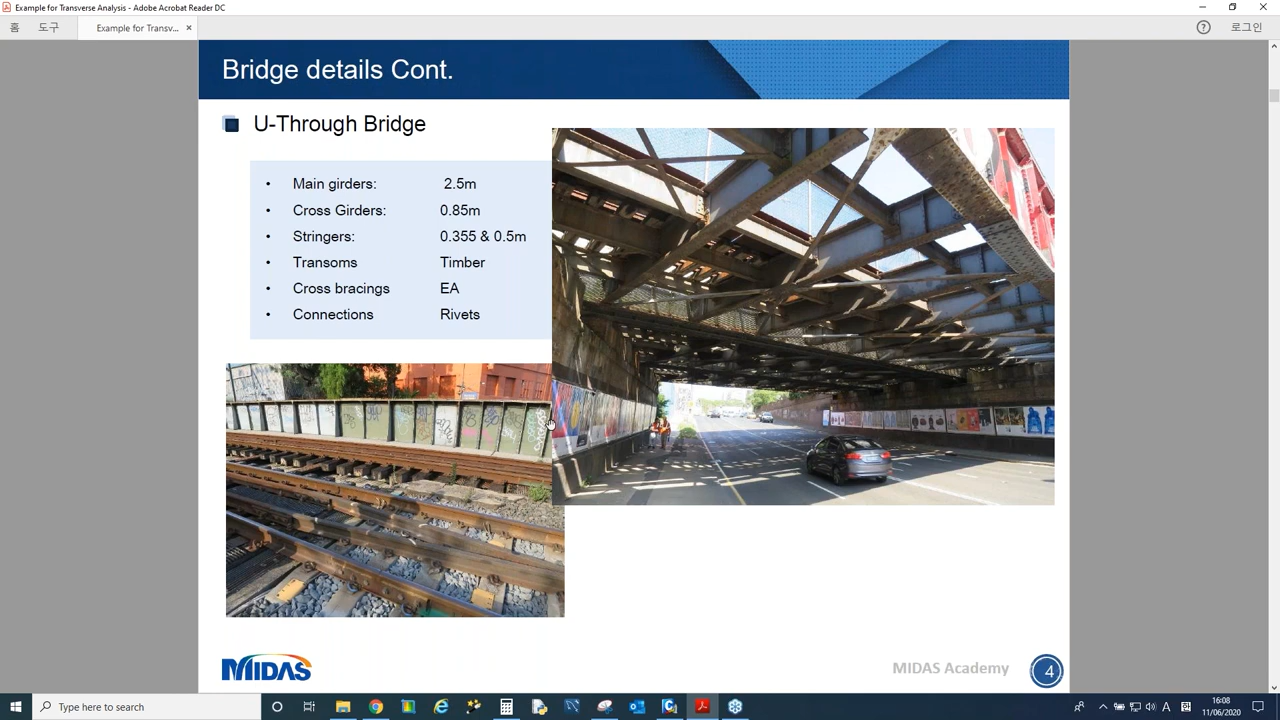 Example for Transverse Analysis - Adobe Acrobat Reader DC
홈 도구 Example for Transv... × ? 로그인
Bridge details Cont.
U-Through Bridge
• Main girders: 2.5m
• Cross Girders: 0.85m
• Stringers: 0.355 & 0.5m
• Transoms Timber
• Cross bracings EA
• Connections Rivets
MIDAS
MIDAS Academy 4
Type here to search
A
16:08
11/06/2020